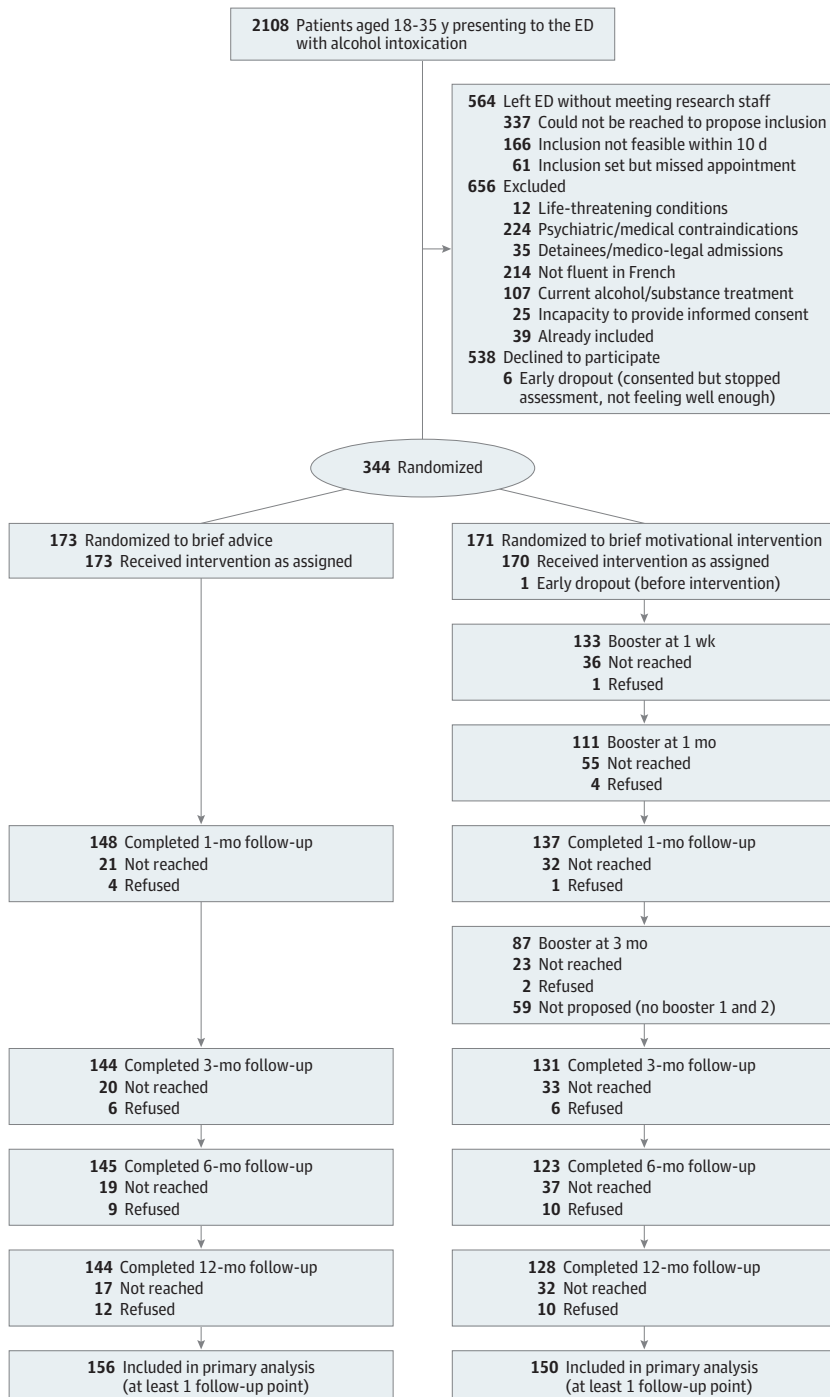 2108 Patients aged 18-35 y presenting to the ED
with alcohol intoxication
564 Left ED without meeting research staff
337 Could not be reached to propose inclusion
166 Inclusion not feasible within 10 d
61 Inclusion set but missed appointment
656 Excluded
12 Life-threatening conditions
224 Psychiatric/medical contraindications
35 Detainees/medico-legal admissions
214 Not fluent in French
107 Current alcohol/substance treatment
25 Incapacity to provide informed consent
39 Already included
538 Declined to participate
6 Early dropout (consented but stopped
assessment, not feeling well enough)
344 Randomized
173 Randomized to brief advice
173 Received intervention as assigned
171 Randomized to brief motivational intervention
170 Received intervention as assigned
1 Early dropout (before intervention)
133 Booster at 1 wk
36 Not reached
1 Refused
111 Booster at 1 mo
55 Not reached
4 Refused
148 Completed 1-mo follow-up
21 Not reached
4 Refused
137 Completed 1-mo follow-up
32 Not reached
1 Refused
87 Booster at 3 mo
23 Not reached
2 Refused
59 Not proposed (no booster 1 and 2)
144 Completed 3-mo follow-up
20 Not reached
6 Refused
131 Completed 3-mo follow-up
33 Not reached
6 Refused
145 Completed 6-mo follow-up
19 Not reached
9 Refused
123 Completed 6-mo follow-up
37 Not reached
10 Refused
144 Completed 12-mo follow-up
17 Not reached
12 Refused
128 Completed 12-mo follow-up
32 Not reached
10 Refused
156 Included in primary analysis
(at least 1 follow-up point)
150 Included in primary analysis
(at least 1 follow-up point)